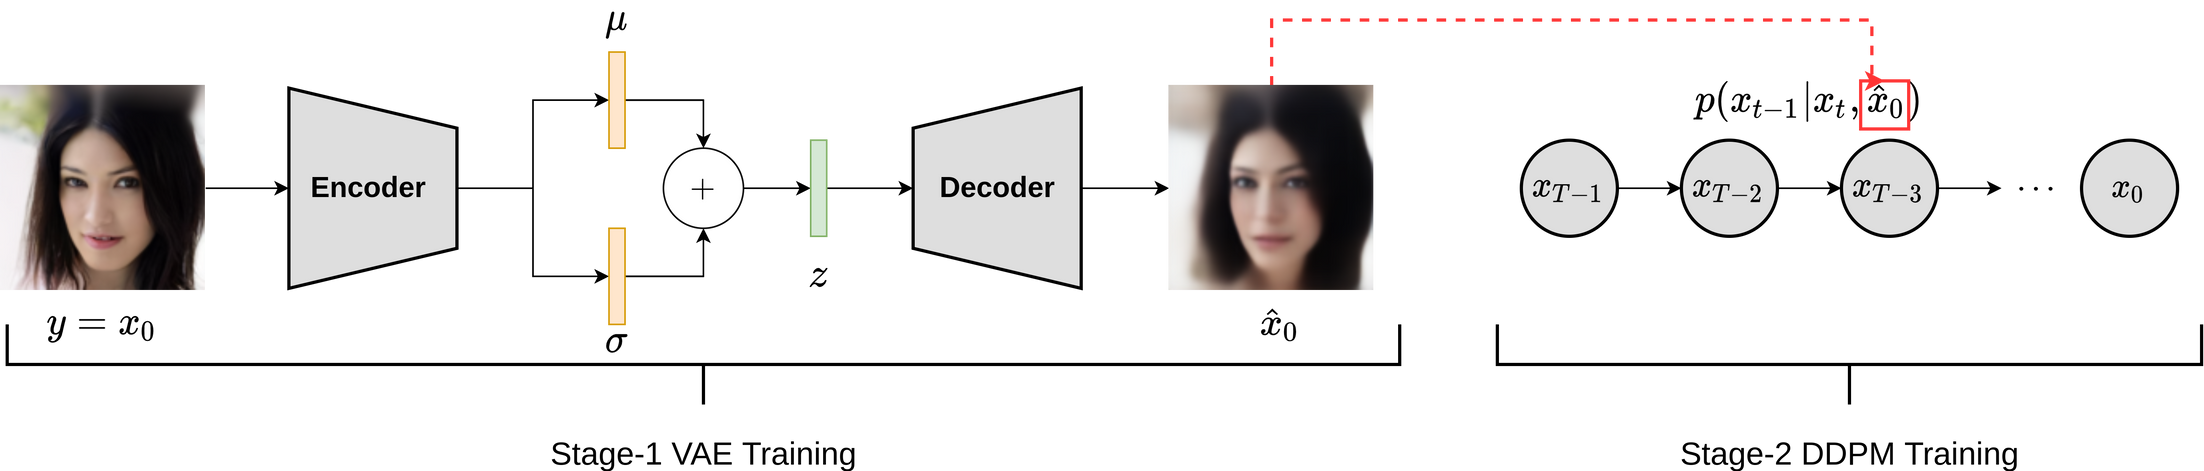 μ
p(x_{t−1}|x_t, x̂_0)
Encoder
+
Decoder
x_{T−1}
x_{T−2}
x_{T−3}
···
x_0
z
y = x_0
σ
x̂_0
Stage-1 VAE Training
Stage-2 DDPM Training